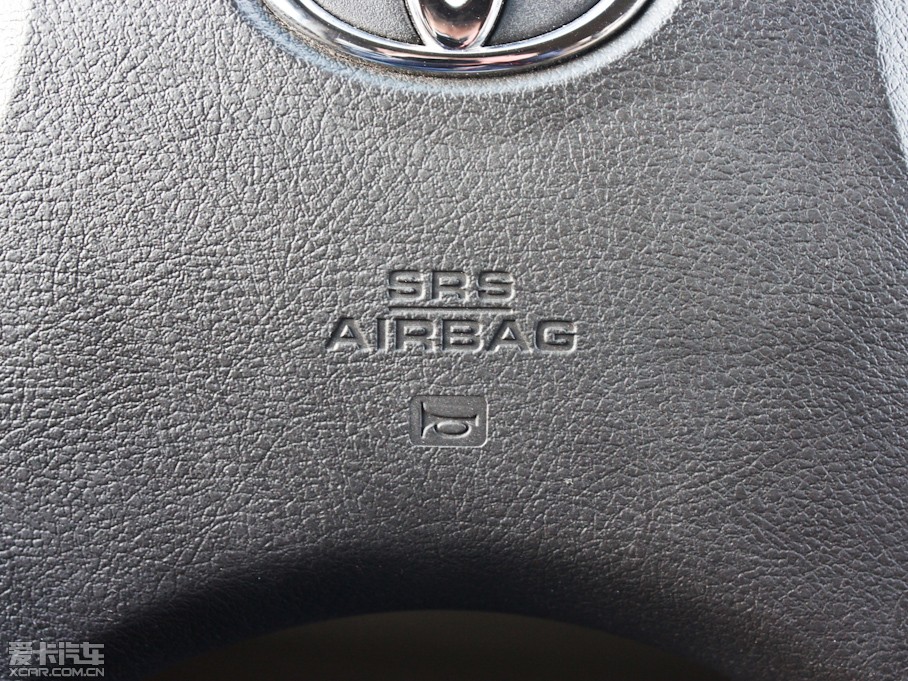 SRS
AIRBAG
爱卡汽车
XCAR.COM.CN